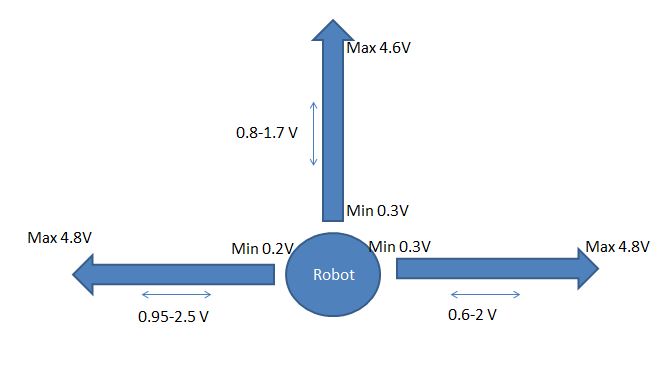 Max 4.6V
0.8-1.7 V
Min 0.3V
Max 4.8V
Min 0.2V
Min 0.3V
Max 4.8V
Robot
0.95-2.5 V
0.6-2 V